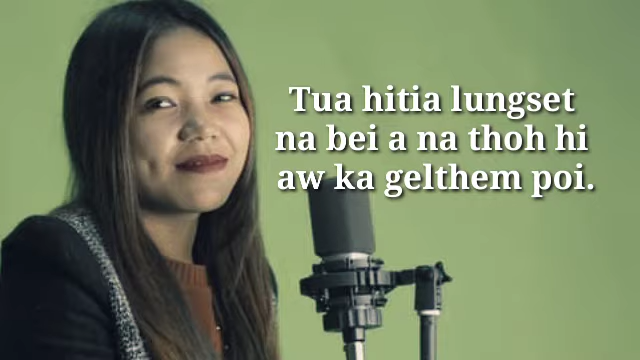 Tua hitia lungset
na bei a na thoh hi
aw ka gelthem poi.